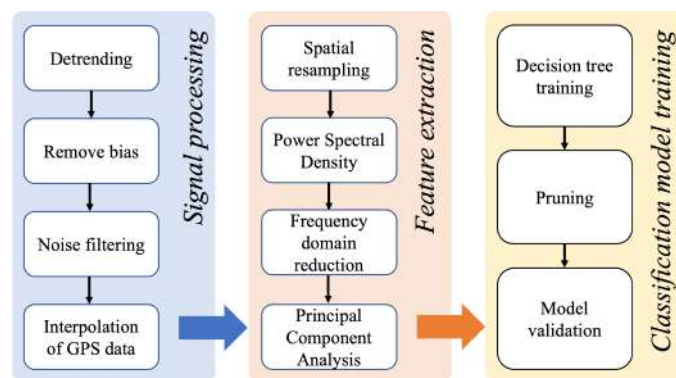 Detrending
Remove bias
Noise filtering
Interpolation
of GPS data
Signal processing
Spatial
resampling
Power Spectral
Density
Frequency
domain
reduction
Principal
Component
Analysis
Feature extraction
Decision tree
training
Pruning
Model
validation
Classification model training